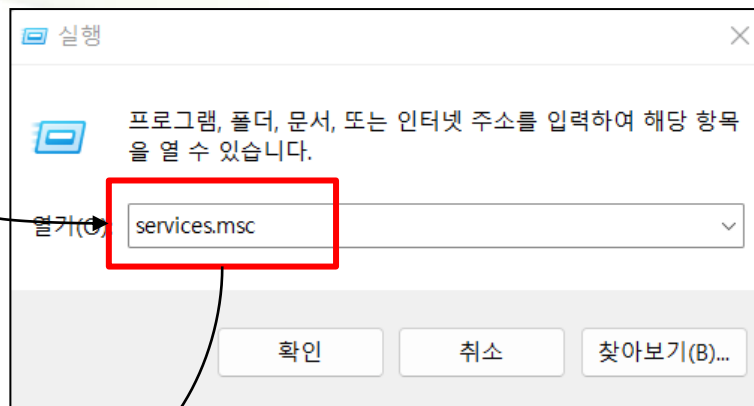 실행
프로그램, 폴더, 문서, 또는 인터넷 주소를 입력하여 해당 항목
을 열 수 있습니다.
열기(O): services.msc
확인 취소 찾아보기(B)...